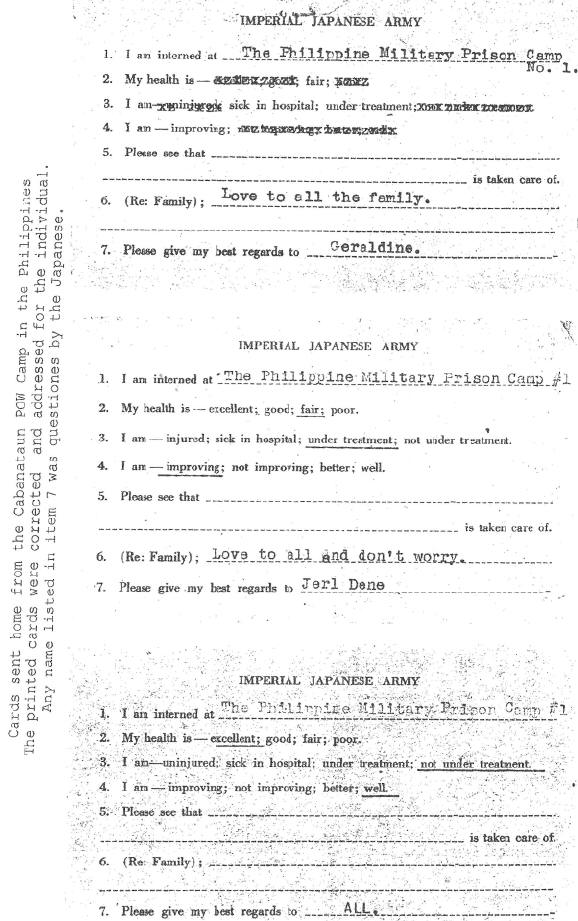 IMPERIAL JAPANESE ARMY
1. I am interned at The Philippine Military Prison Camp
No. 1.
2. My health is — fair;
3. I am — sick in hospital; under treatment;
4. I am — improving;
5. Please see that
is taken care of.
6. (Re: Family) ; Love to all the family.
7. Please give my best regards to Geraldine.
IMPERIAL JAPANESE ARMY
1. I am interned at The Philippine Military Prison Camp #1
2. My health is — excellent; good; fair; poor.
3. I am — injured; sick in hospital; under treatment; not under treatment.
4. I am — improving; not improving; better; well.
5. Please see that
is taken care of.
6. (Re: Family) ; Love to all and don't worry.
7. Please give my best regards to Jerl Dene
IMPERIAL JAPANESE ARMY
1. I am interned at The Philippine Military Prison Camp #1
2. My health is — excellent; good; fair; poor.
3. I am — uninjured; sick in hospital; under treatment; not under treatment.
4. I am — improving; not improving; better; well.
5. Please see that
is taken care of.
6. (Re: Family) ;
7. Please give my best regards to ALL.
Cards sent home from the Cabanataun POW Camp in the Philippines
The printed cards were corrected and addressed for the individual.
Any name listed in item 7 was questiones by the Japanese.